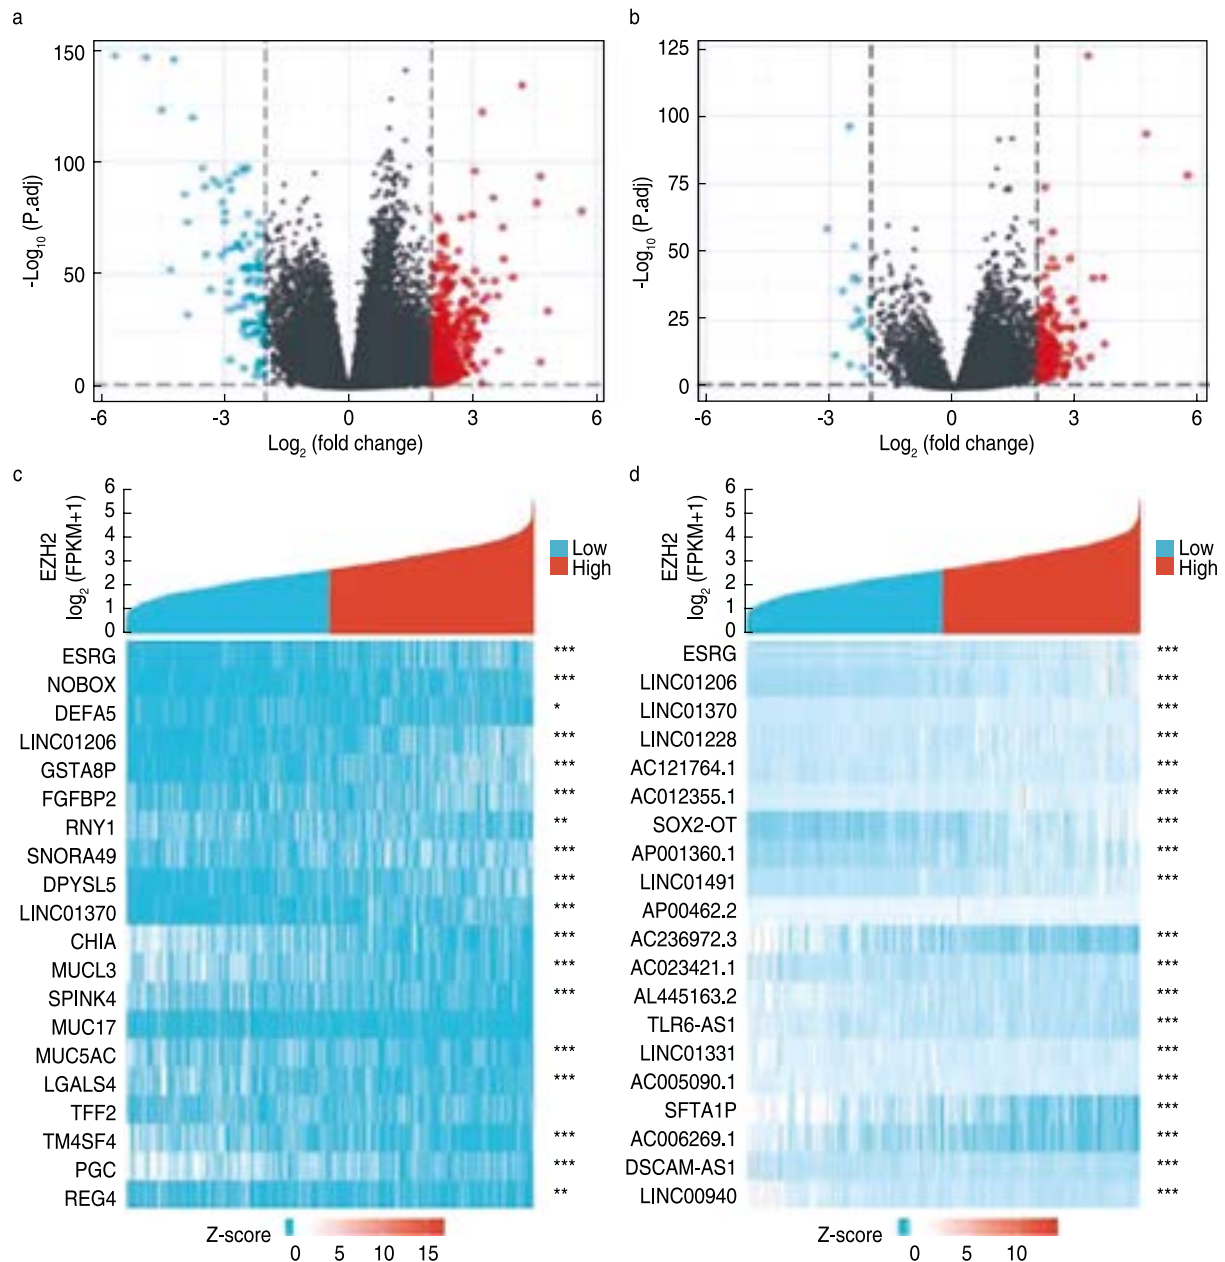 a
150
100
50
0
-Log10 (P.adj)
-6 -3 0 3 6
Log2 (fold change)
b
125
100
75
50
25
0
-Log10 (P.adj)
-6 -3 0 3 6
Log2 (fold change)
c
EZH2
log2 (FPKM+1)
6
5
4
3
2
1
0
Low
High
ESRG ***
NOBOX ***
DEFA5 *
LINC01206 ***
GSTA8P ***
FGFBP2 ***
RNY1 **
SNORA49 ***
DPYSL5 ***
LINC01370 ***
CHIA ***
MUCL3 ***
SPINK4 ***
MUC17
MUC5AC ***
LGALS4 ***
TFF2
TM4SF4 ***
PGC ***
REG4 **
Z-score
0 5 10 15
d
EZH2
log2 (FPKM+1)
6
5
4
3
2
1
0
Low
High
ESRG ***
LINC01206 ***
LINC01370 ***
LINC01228 ***
AC121764.1 ***
AC012355.1 ***
SOX2-OT ***
AP001360.1 ***
LINC01491 ***
AP00462.2
AC236972.3 ***
AC023421.1 ***
AL445163.2 ***
TLR6-AS1 ***
LINC01331 ***
AC005090.1 ***
SFTA1P ***
AC006269.1 ***
DSCAM-AS1 ***
LINC00940 ***
Z-score
0 5 10